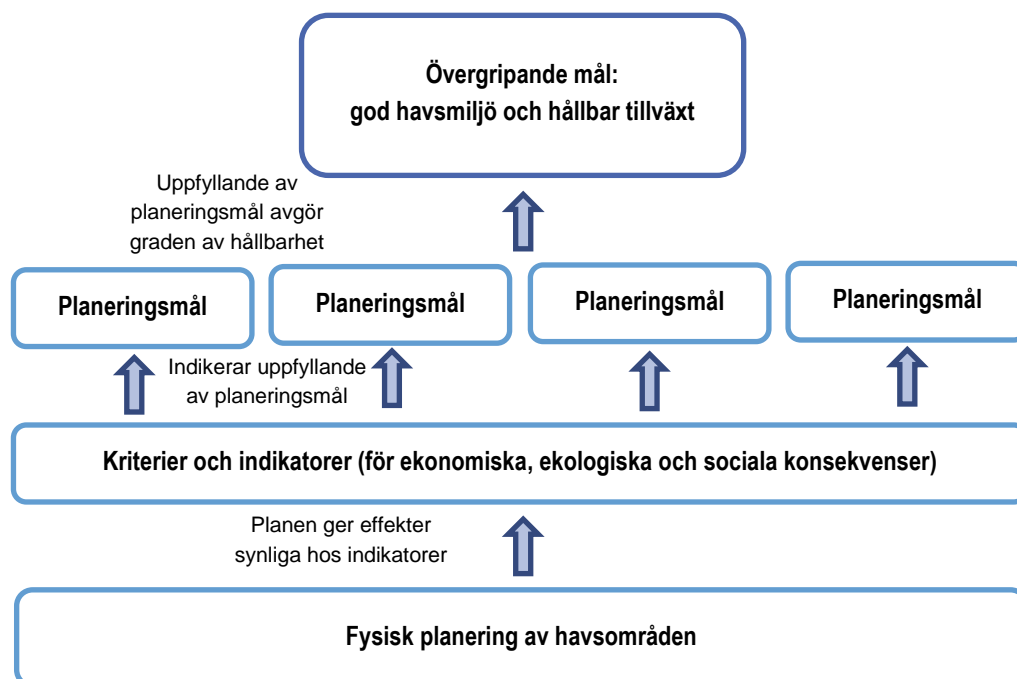 Övergripande mål:
god havsmiljö och hållbar tillväxt
Uppfyllande av
planeringsmål avgör
graden av hållbarhet
Planeringsmål
Planeringsmål
Planeringsmål
Planeringsmål
Indikerar uppfyllande
av planeringsmål
Kriterier och indikatorer (för ekonomiska, ekologiska och sociala konsekvenser)
Planen ger effekter
synliga hos indikatorer
Fysisk planering av havsområden